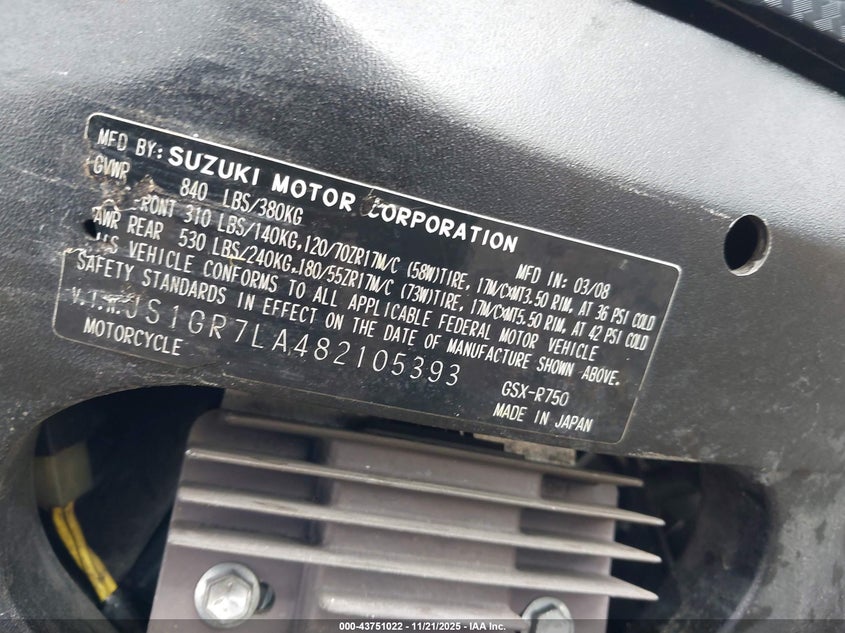 MFD BY: SUZUKI MOTOR CORPORATION
GVWR 840 LBS/380KG MFD IN: 03/08
FRONT 310 LBS/140KG,120/70ZR17M/C (58W)TIRE, 17M/C×MT3.50 RIM, AT 36 PSI COLD
AWR REAR 530 LBS/240KG,180/55ZR17M/C (73W)TIRE, 17M/C×MT5.50 RIM, AT 42 PSI COLD
VEHICLE CONFORMS TO ALL APPLICABLE FEDERAL MOTOR VEHICLE
SAFETY STANDARDS IN EFFECT ON THE DATE OF MANUFACTURE SHOWN ABOVE.
V.I.N. JS1GR7LA482105393 GSX-R750
MOTORCYCLE MADE IN JAPAN
000-43751022 — 11/21/2025 — IAA Inc.